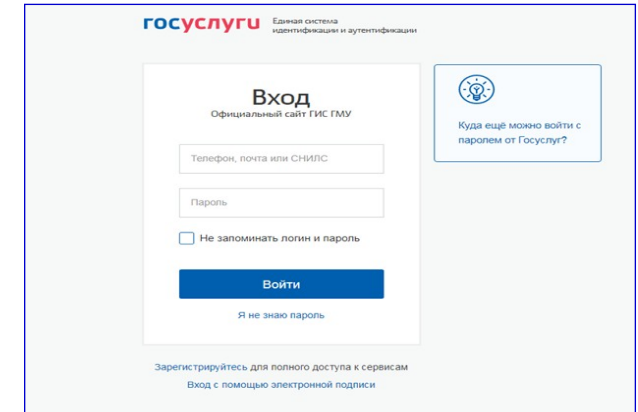 госуслуги
Единая система
идентификации и аутентификации
Вход
Официальный сайт ГИС ГМУ
Телефон, почта или СНИЛС
Пароль
Не запоминать логин и пароль
Войти
Я не знаю пароль
Зарегистрируйтесь для полного доступа к сервисам
Вход с помощью электронной подписи
Куда ещё можно войти с
паролем от Госуслуг?